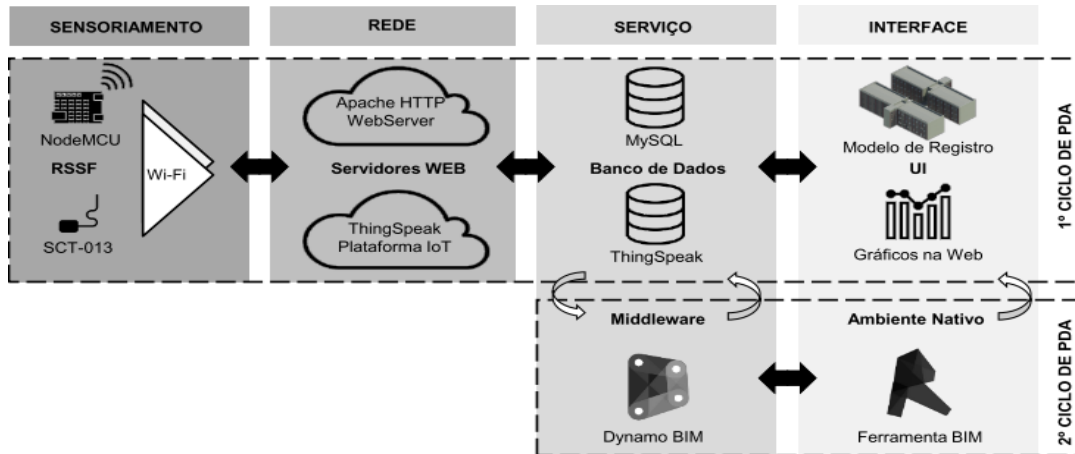 SENSORIAMENTO
REDE
SERVIÇO
INTERFACE
NodeMCU
RSSF
SCT-013
Wi-Fi
Apache HTTP
WebServer
Servidores WEB
ThingSpeak
Plataforma IoT
MySQL
Banco de Dados
ThingSpeak
Modelo de Registro
UI
Gráficos na Web
1º CICLO DE PDA
Middleware
Dynamo BIM
Ambiente Nativo
Ferramenta BIM
2º CICLO DE PDA